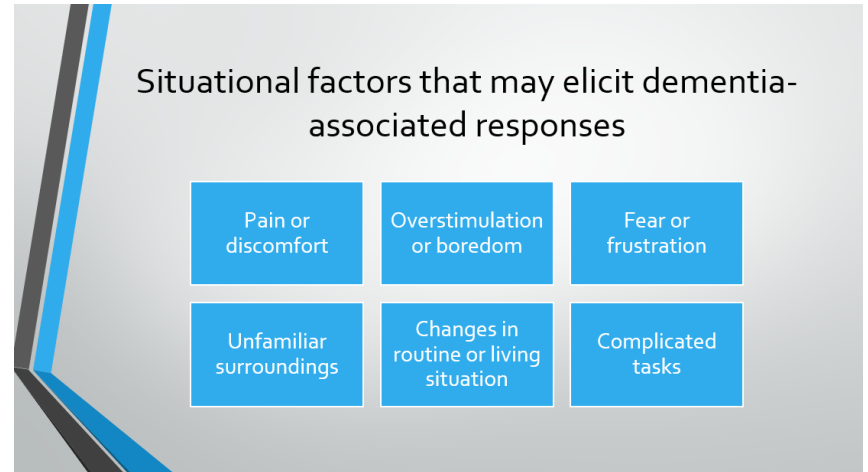 Situational factors that may elicit dementia-
associated responses
Pain or
discomfort
Overstimulation
or boredom
Fear or
frustration
Unfamiliar
surroundings
Changes in
routine or living
situation
Complicated
tasks